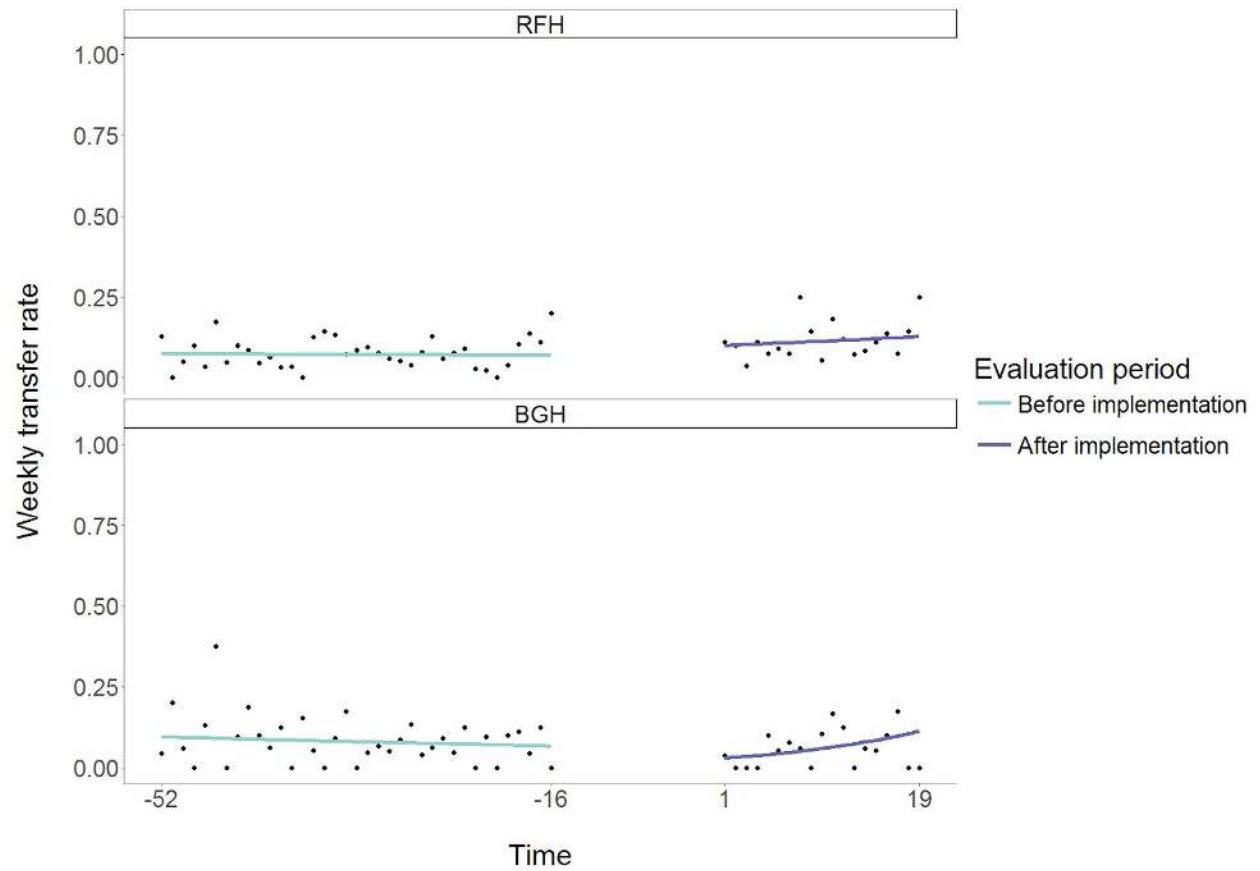 RFH
1.00
0.75
0.50
0.25
0.00
BGH
1.00
0.75
0.50
0.25
0.00
-52
-16
1
19
Time
Weekly transfer rate
Evaluation period
Before implementation
After implementation